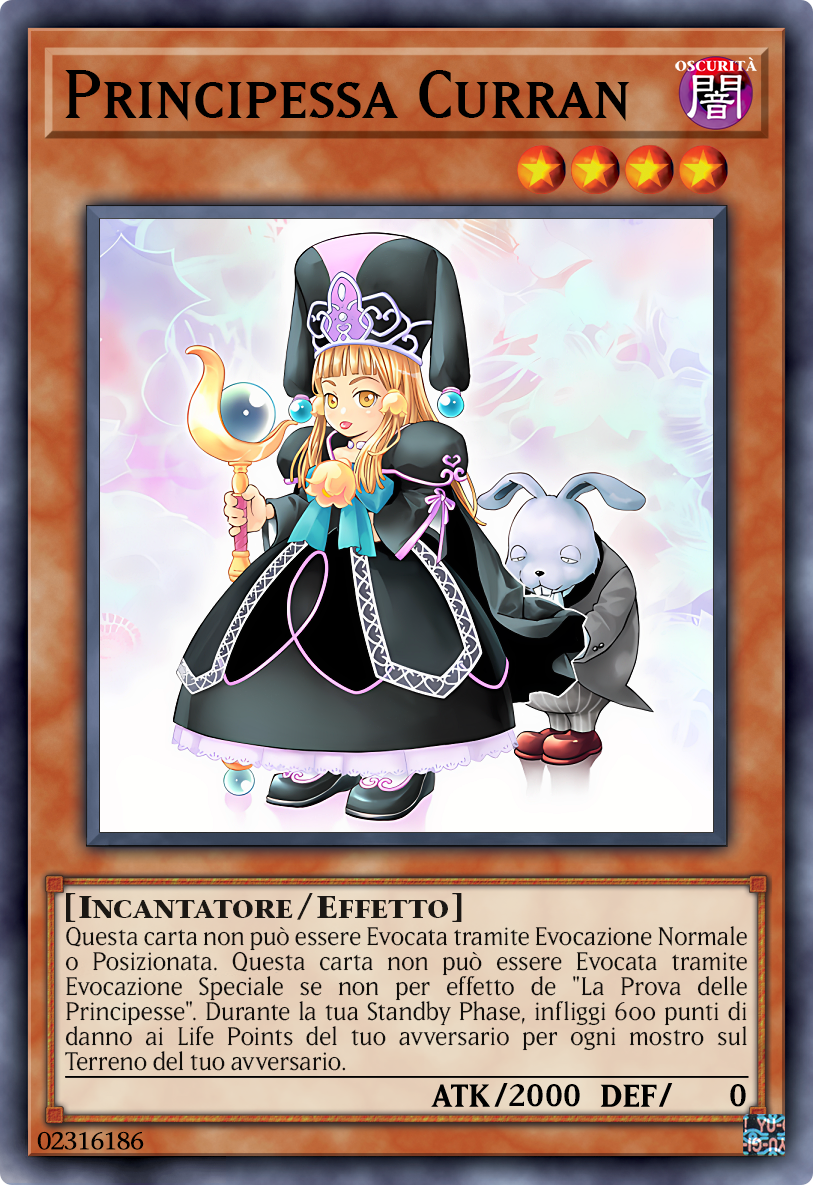 Principessa Curran
OSCURITÀ
闇
[Incantatore/Effetto]
Questa carta non può essere Evocata tramite Evocazione Normale
o Posizionata. Questa carta non può essere Evocata tramite
Evocazione Speciale se non per effetto de "La Prova delle
Principesse". Durante la tua Standby Phase, infliggi 600 punti di
danno ai Life Points del tuo avversario per ogni mostro sul
Terreno del tuo avversario.
ATK/2000 DEF/ 0
02316186